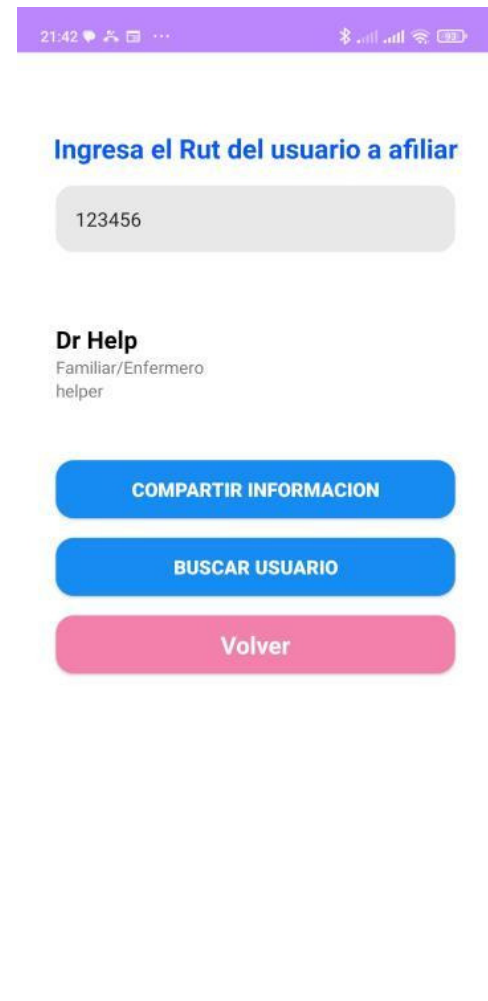 21:42 ...
93
Ingresa el Rut del usuario a afiliar
123456
Dr Help
Familiar/Enfermero
helper
COMPARTIR INFORMACION
BUSCAR USUARIO
Volver